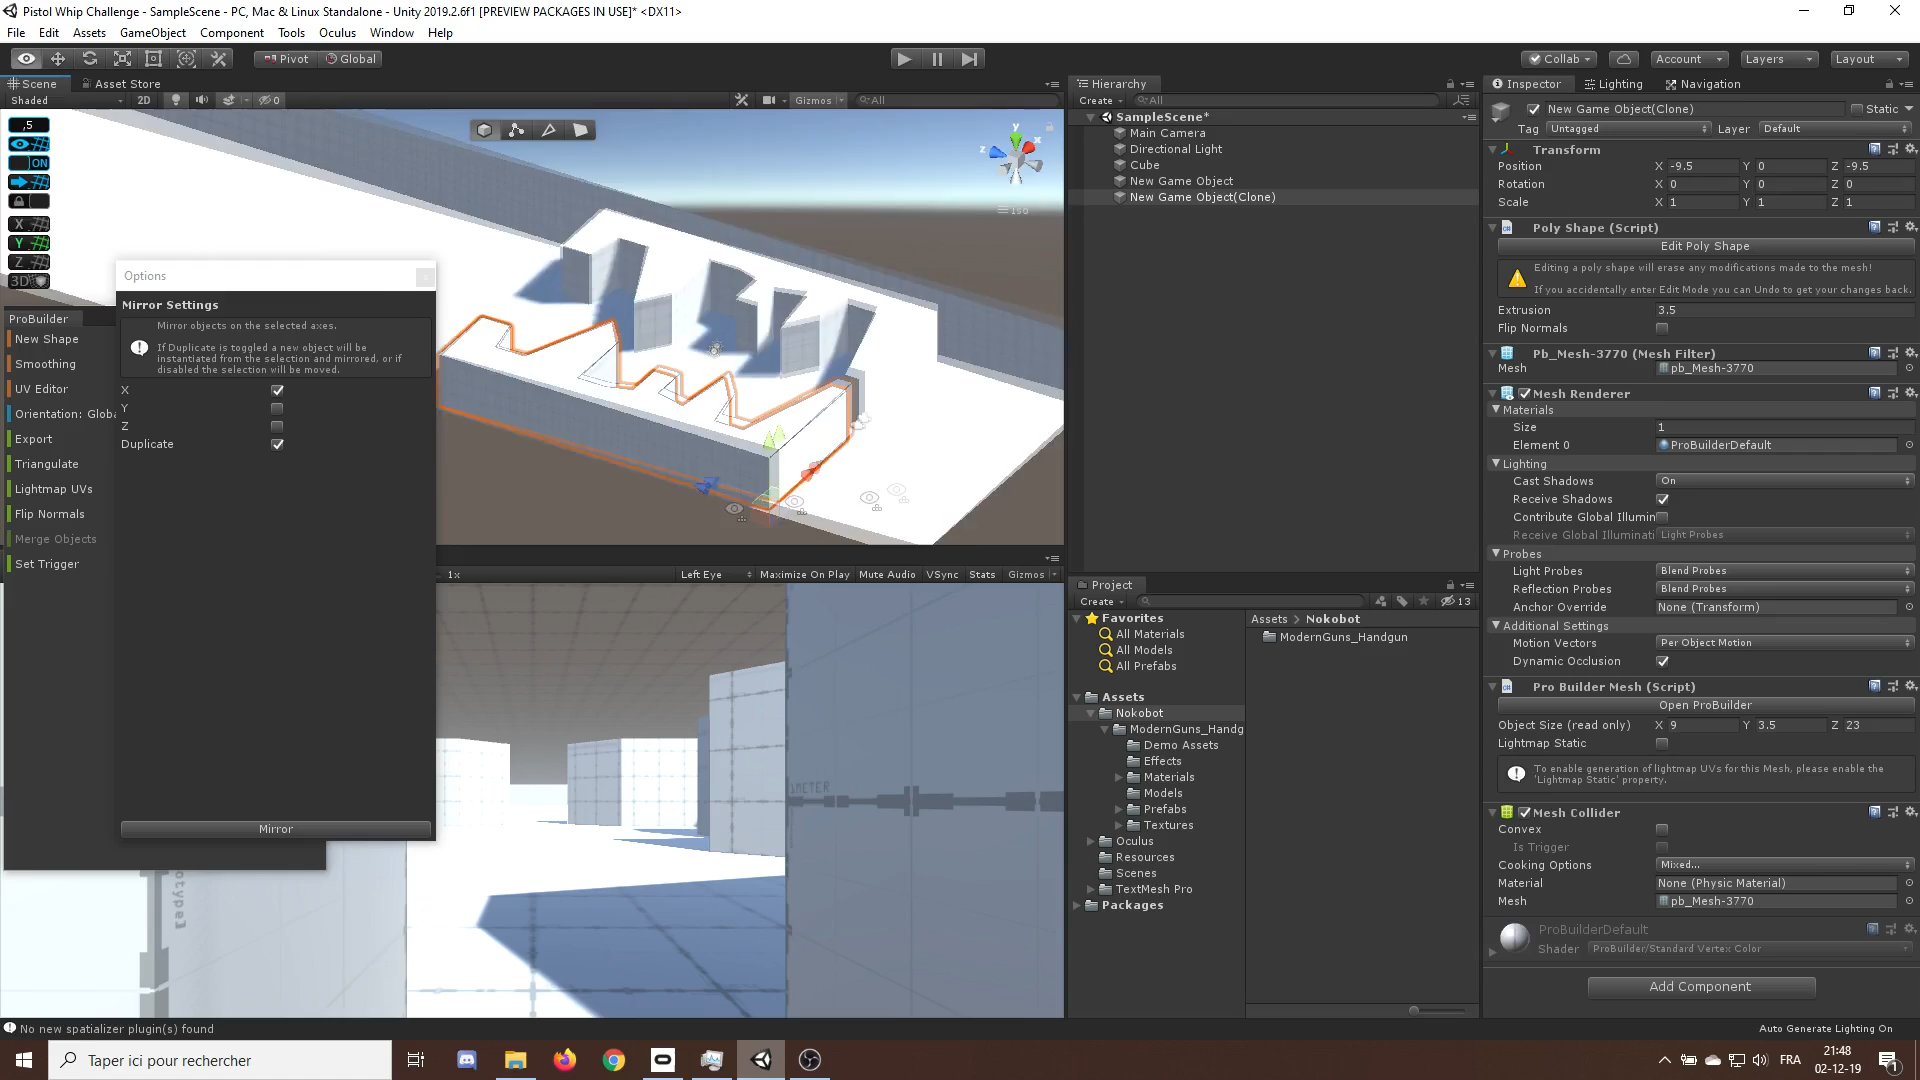 Pistol Whip Challenge - SampleScene - PC, Mac & Linux Standalone - Unity 2019.2.6f1 [PREVIEW PACKAGES IN USE]* <DX11>
File Edit Assets GameObject Component Tools Oculus Window Help
Pivot Global Collab Account Layers Layout
Scene Asset Store
Shaded 2D 0 Gizmos All
,5
ON
X
Y
Z
3D
y
x
z
Options
Mirror Settings
Mirror objects on the selected axes.
If Duplicate is toggled a new object will be
instantiated from the selection and mirrored, or if
disabled the selection will be moved.
X
Y
Z
Duplicate
Mirror
ProBuilder
New Shape
Smoothing
UV Editor
Orientation: Globa
Export
Triangulate
Lightmap UVs
Flip Normals
Merge Objects
Set Trigger
1x Left Eye Maximize On Play Mute Audio VSync Stats Gizmos
Hierarchy
Create All
SampleScene*
Main Camera
Directional Light
Cube
New Game Object
New Game Object(Clone)
Project
Create 13
Favorites
All Materials
All Models
All Prefabs
Assets
Nokobot
ModernGuns_Handg
Demo Assets
Effects
Materials
Models
Prefabs
Textures
Oculus
Resources
Scenes
TextMesh Pro
Packages
Assets > Nokobot
ModernGuns_Handgun
Inspector Lighting Navigation
New Game Object(Clone) Static
Tag Untagged Layer Default
Transform
Position X -9.5 Y 0 Z -9.5
Rotation X 0 Y 0 Z 0
Scale X 1 Y 1 Z 1
Poly Shape (Script)
Edit Poly Shape
Editing a poly shape will erase any modifications made to the mesh!
If you accidentally enter Edit Mode you can Undo to get your changes back.
Extrusion 3.5
Flip Normals
Pb_Mesh-3770 (Mesh Filter)
Mesh pb_Mesh-3770
Mesh Renderer
Materials
Size 1
Element 0 ProBuilderDefault
Lighting
Cast Shadows On
Receive Shadows
Contribute Global Illumin
Receive Global Illuminati Light Probes
Probes
Light Probes Blend Probes
Reflection Probes Blend Probes
Anchor Override None (Transform)
Additional Settings
Motion Vectors Per Object Motion
Dynamic Occlusion
Pro Builder Mesh (Script)
Open ProBuilder
Object Size (read only) X 9 Y 3.5 Z 23
Lightmap Static
To enable generation of lightmap UVs for this Mesh, please enable the
'Lightmap Static' property.
Mesh Collider
Convex
Is Trigger
Cooking Options Mixed...
Material None (Physic Material)
Mesh pb_Mesh-3770
ProBuilderDefault
Shader ProBuilder/Standard Vertex Color
Add Component
No new spatializer plugin(s) found
Auto Generate Lighting On
Taper ici pour rechercher
FRA
21:48
02-12-19
1